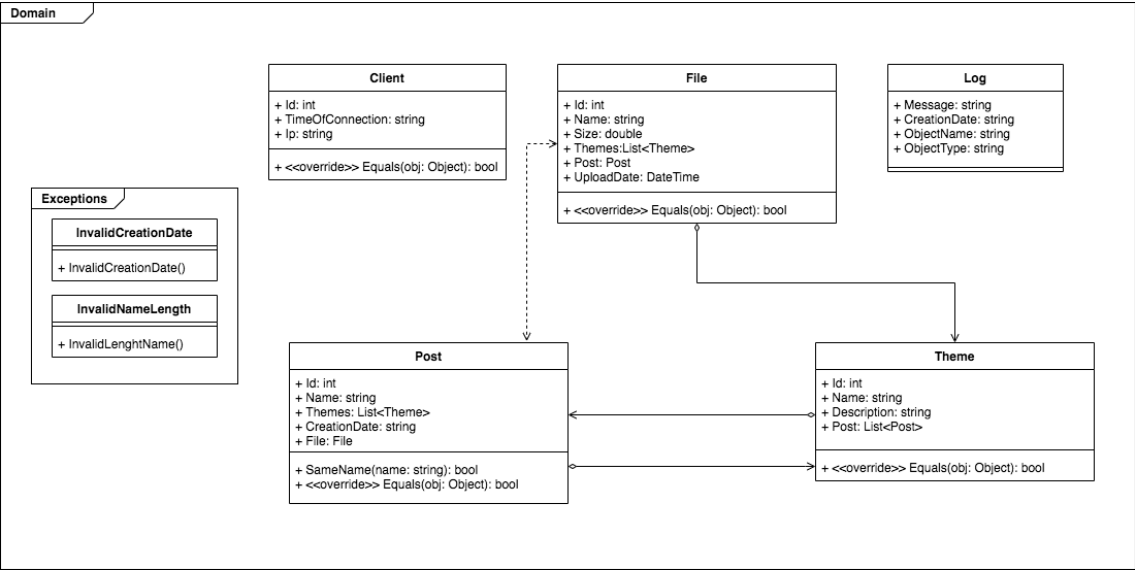 Domain
Client
+ Id: int
+ TimeOfConnection: string
+ Ip: string
+ <<override>> Equals(obj: Object): bool
File
+ Id: int
+ Name: string
+ Size: double
+ Themes:List<Theme>
+ Post: Post
+ UploadDate: DateTime
+ <<override>> Equals(obj: Object): bool
Log
+ Message: string
+ CreationDate: string
+ ObjectName: string
+ ObjectType: string
Exceptions
InvalidCreationDate
+ InvalidCreationDate()
InvalidNameLength
+ InvalidLenghtName()
Post
+ Id: int
+ Name: string
+ Themes: List<Theme>
+ CreationDate: string
+ File: File
+ SameName(name: string): bool
+ <<override>> Equals(obj: Object): bool
Theme
+ Id: int
+ Name: string
+ Description: string
+ Post: List<Post>
+ <<override>> Equals(obj: Object): bool